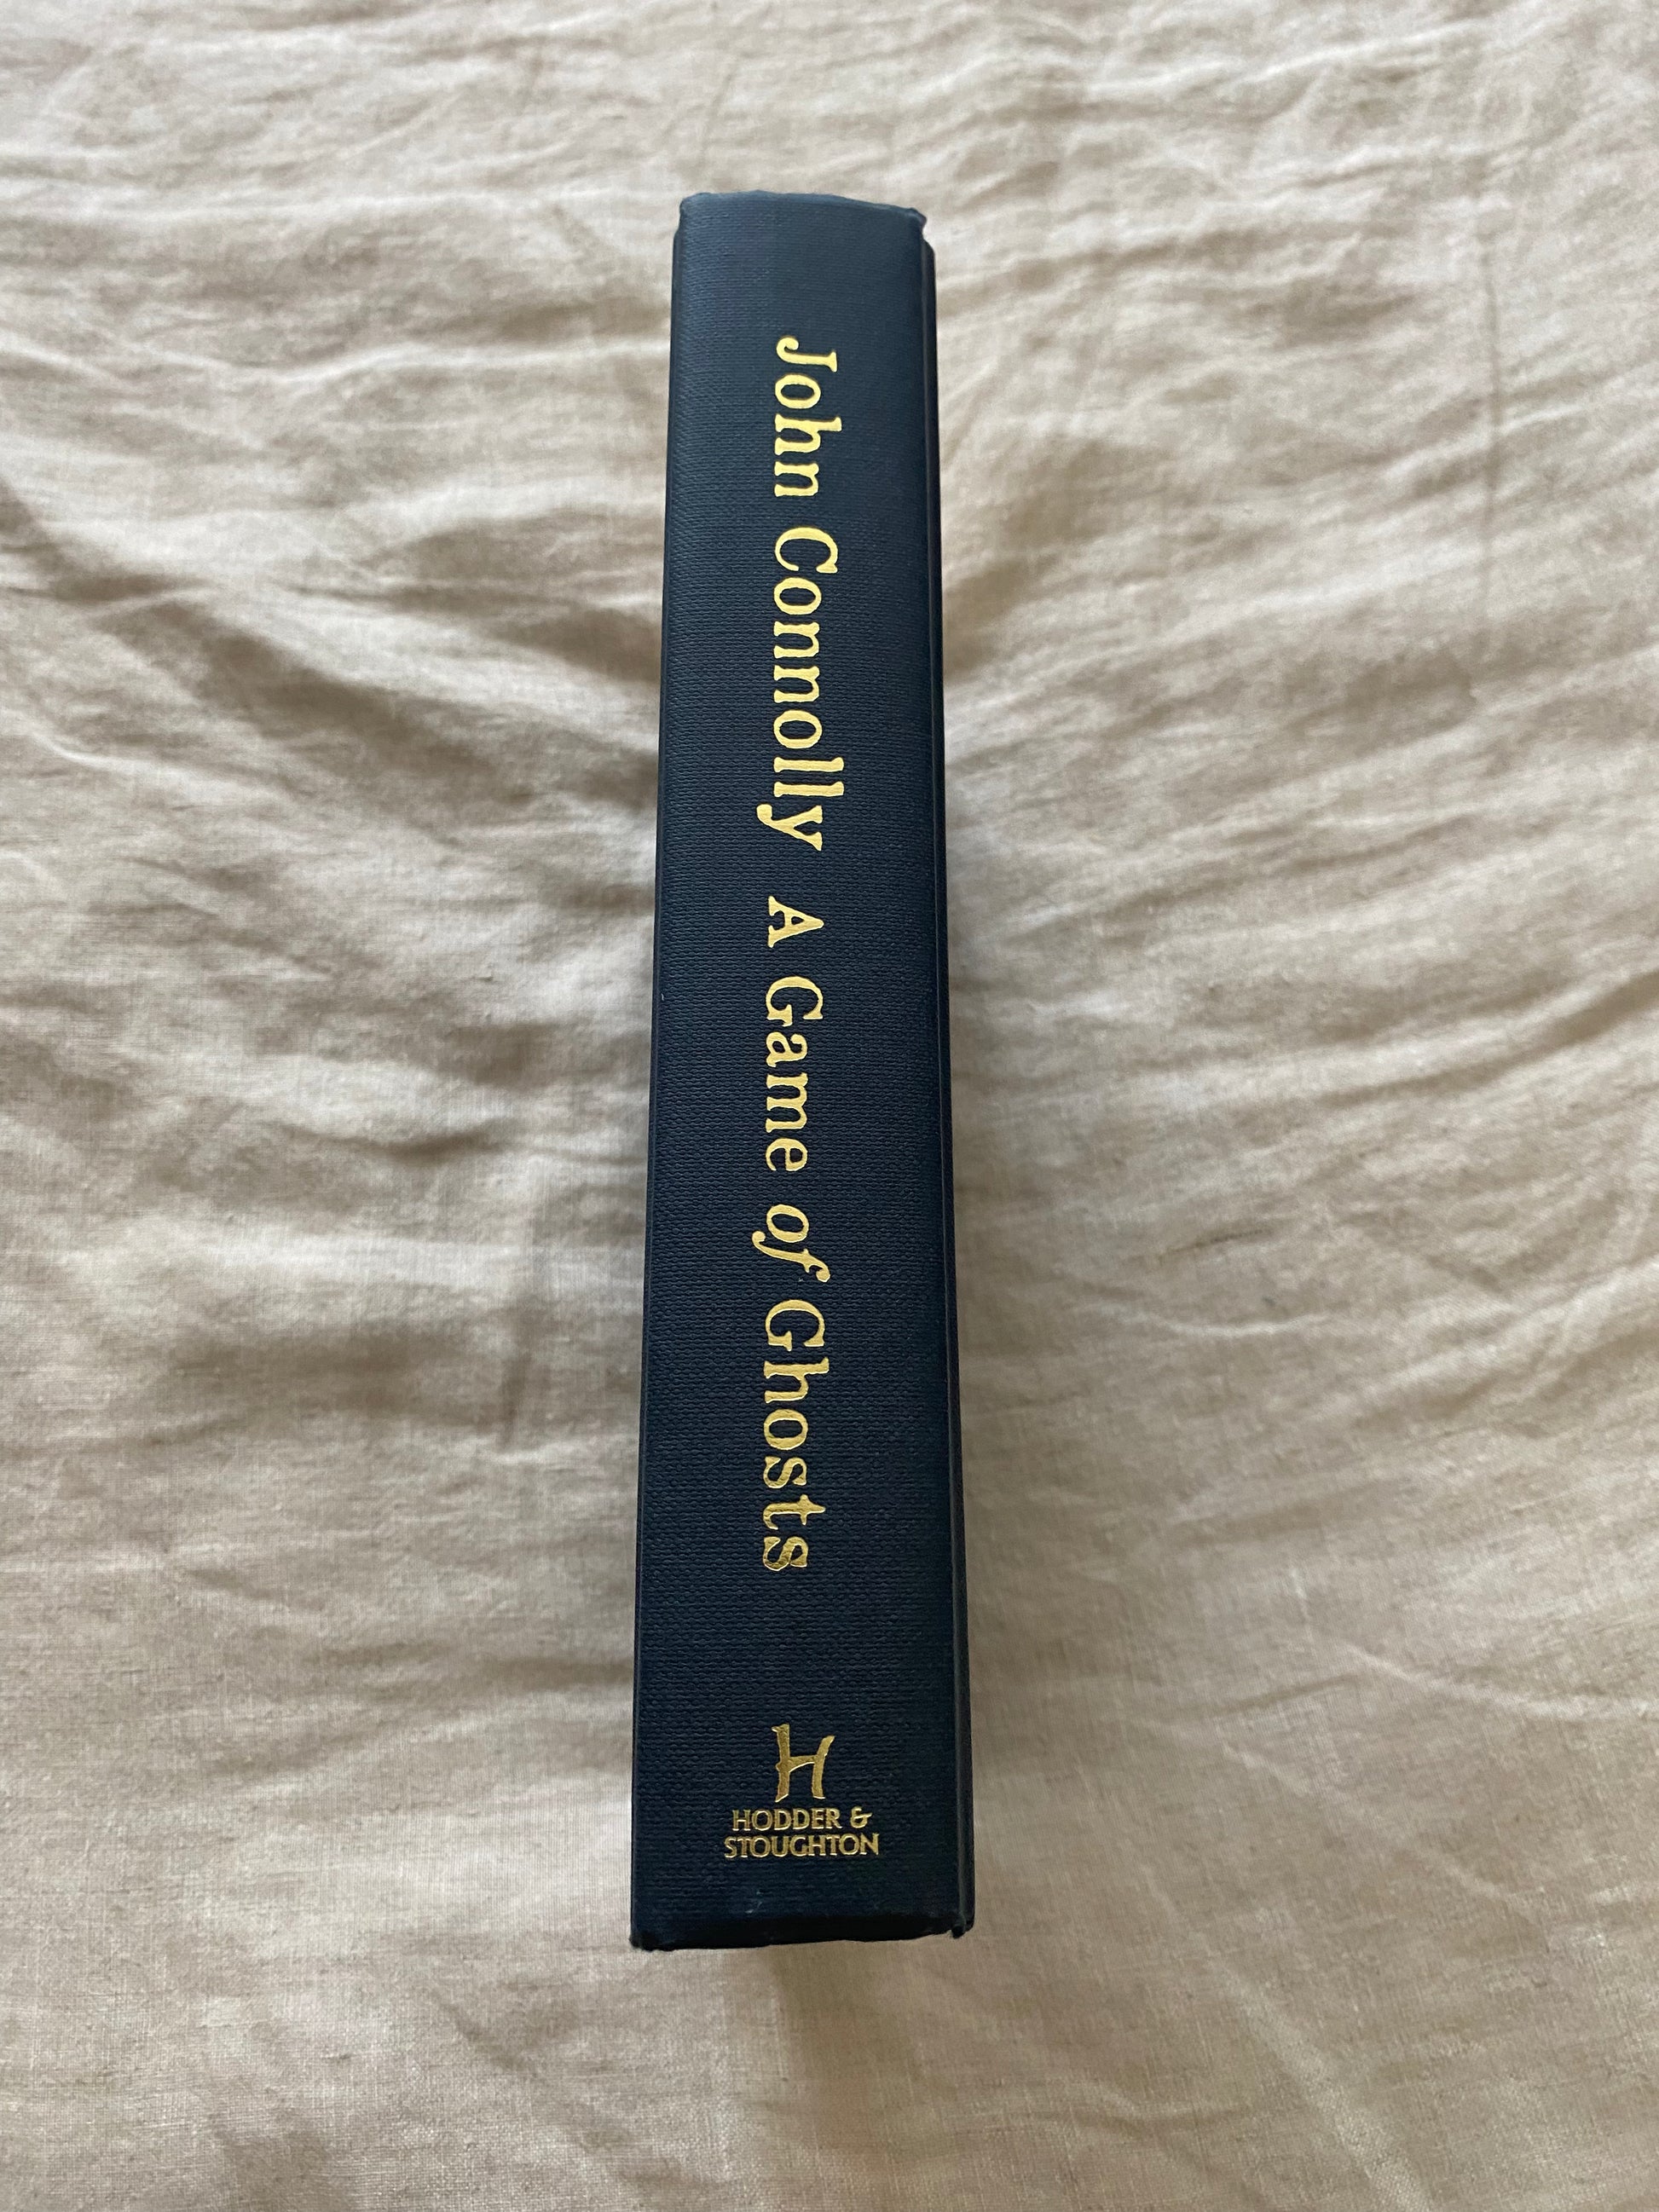 John Connolly A Game of Ghosts
H
HODDER &
STOUGHTON